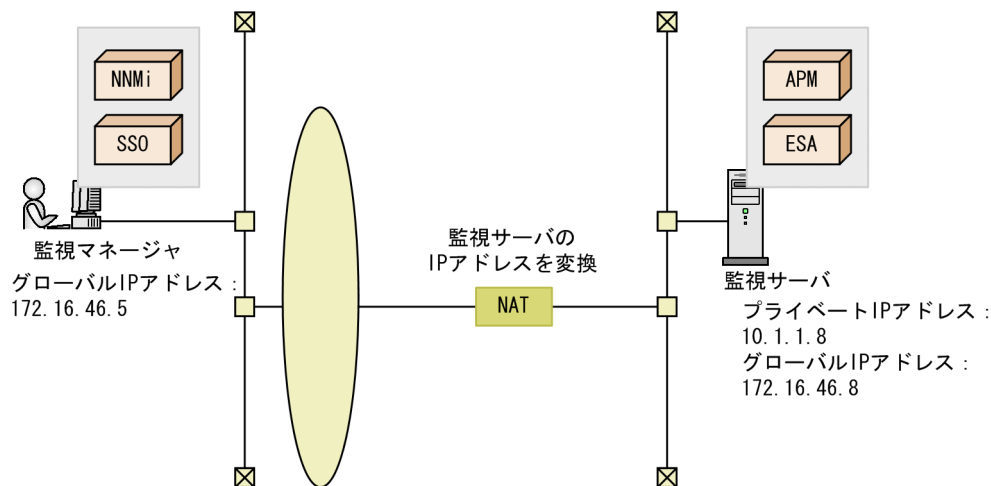 NNMi
SSO
監視マネージャ
グローバルIPアドレス：
172.16.46.5
監視サーバの
IPアドレスを変換
NAT
APM
ESA
監視サーバ
プライベートIPアドレス：
10.1.1.8
グローバルIPアドレス：
172.16.46.8